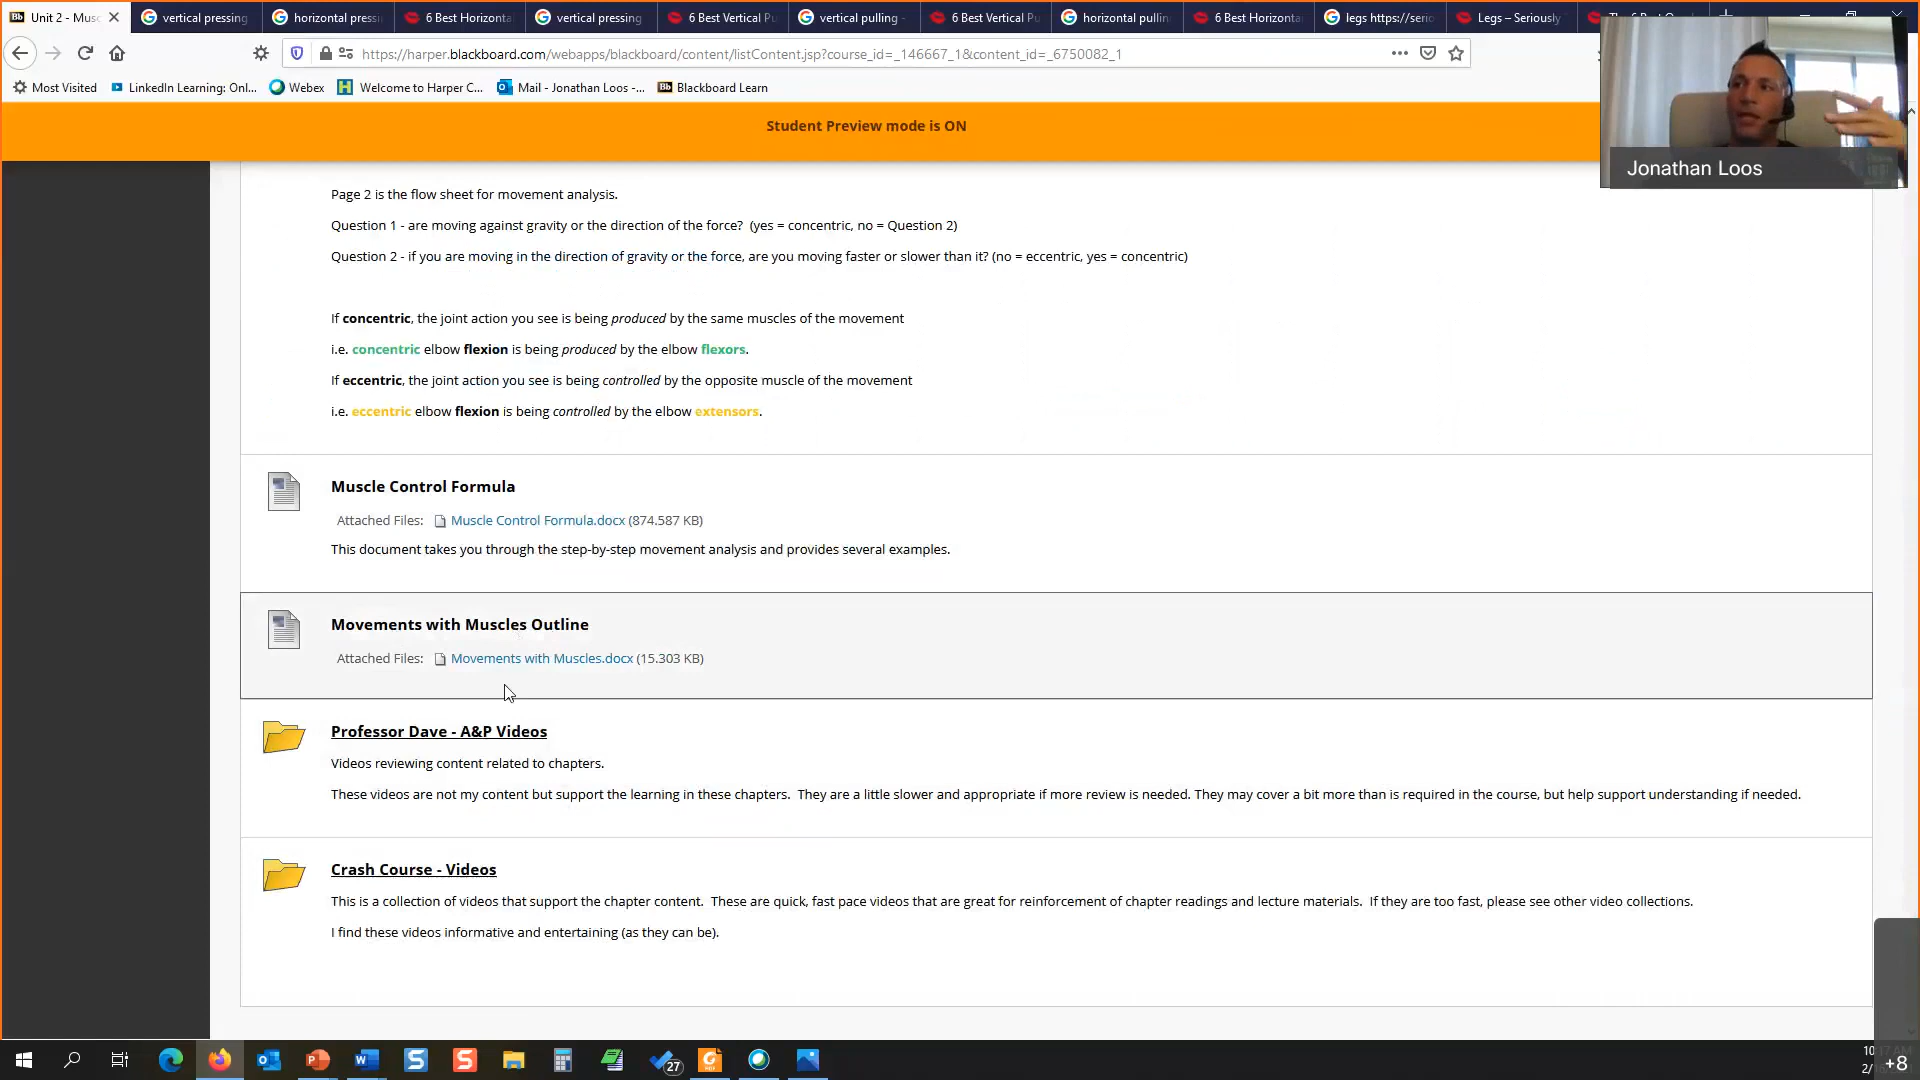 Unit 2 - Musc
vertical pressing
horizontal pressi
6 Best Horizonta
vertical pressing
6 Best Vertical Pu
vertical pulling -
6 Best Vertical Pu
horizontal pullin
6 Best Horizonta
legs https://serio
Legs – Seriously
https://harper.blackboard.com/webapps/blackboard/content/listContent.jsp?course_id=_146667_1&content_id=_6750082_1
Most Visited
LinkedIn Learning: Onl...
Webex
Welcome to Harper C...
Mail - Jonathan Loos -...
Blackboard Learn
Student Preview mode is ON
Jonathan Loos
Page 2 is the flow sheet for movement analysis.
Question 1 - are moving against gravity or the direction of the force?  (yes = concentric, no = Question 2)
Question 2 - if you are moving in the direction of gravity or the force, are you moving faster or slower than it? (no = eccentric, yes = concentric)
If concentric, the joint action you see is being produced by the same muscles of the movement
i.e. concentric elbow flexion is being produced by the elbow flexors.
If eccentric, the joint action you see is being controlled by the opposite muscle of the movement
i.e. eccentric elbow flexion is being controlled by the elbow extensors.
Muscle Control Formula
Attached Files: Muscle Control Formula.docx (874.587 KB)
This document takes you through the step-by-step movement analysis and provides several examples.
Movements with Muscles Outline
Attached Files: Movements with Muscles.docx (15.303 KB)
Professor Dave - A&P Videos
Videos reviewing content related to chapters.
These videos are not my content but support the learning in these chapters.  They are a little slower and appropriate if more review is needed. They may cover a bit more than is required in the course, but help support understanding if needed.
Crash Course - Videos
This is a collection of videos that support the chapter content.  These are quick, fast pace videos that are great for reinforcement of chapter readings and lecture materials.  If they are too fast, please see other video collections.
I find these videos informative and entertaining (as they can be).
27
+8